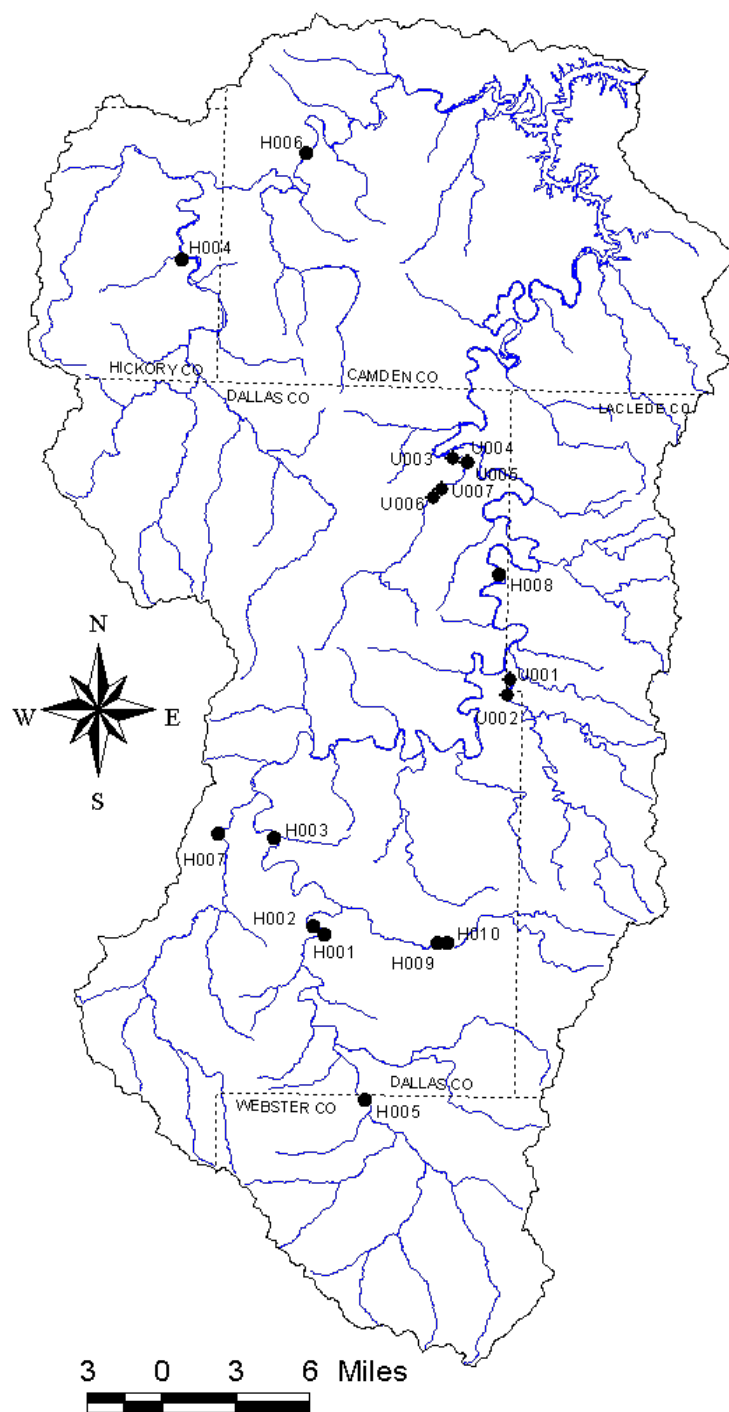 H006
H004
HICKORY CO
CAMDEN CO
DALLAS CO
LACLEDE CO
U004
U003
U005
U007
U006
H008
N
W E
S
U001
U002
H003
H007
H002
H001
H010
H009
DALLAS CO
WEBSTER CO
H005
3 0 3 6 Miles